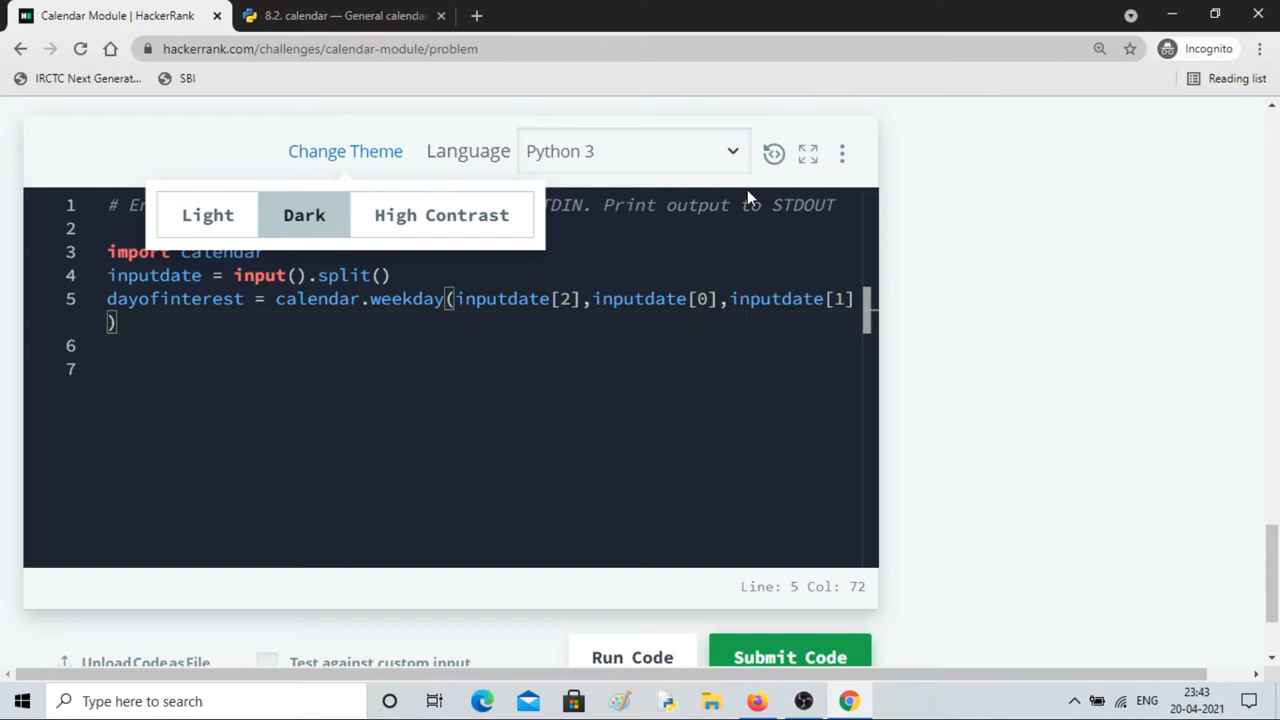 Calendar Module | HackerRank
8.2. calendar — General calendar
hackerrank.com/challenges/calendar-module/problem
Incognito
IRCTC Next Generat...
SBI
Reading list
Change Theme
Language
Python 3
Light
Dark
High Contrast
1 # En TDIN. Print output to STDOUT
2
3 import calendar
4 inputdate = input().split()
5 dayofinterest = calendar.weekday(inputdate[2],inputdate[0],inputdate[1]
)
6
7
Line: 5 Col: 72
Upload Code as File
Test against custom input
Run Code
Submit Code
Type here to search
ENG
23:43
20-04-2021